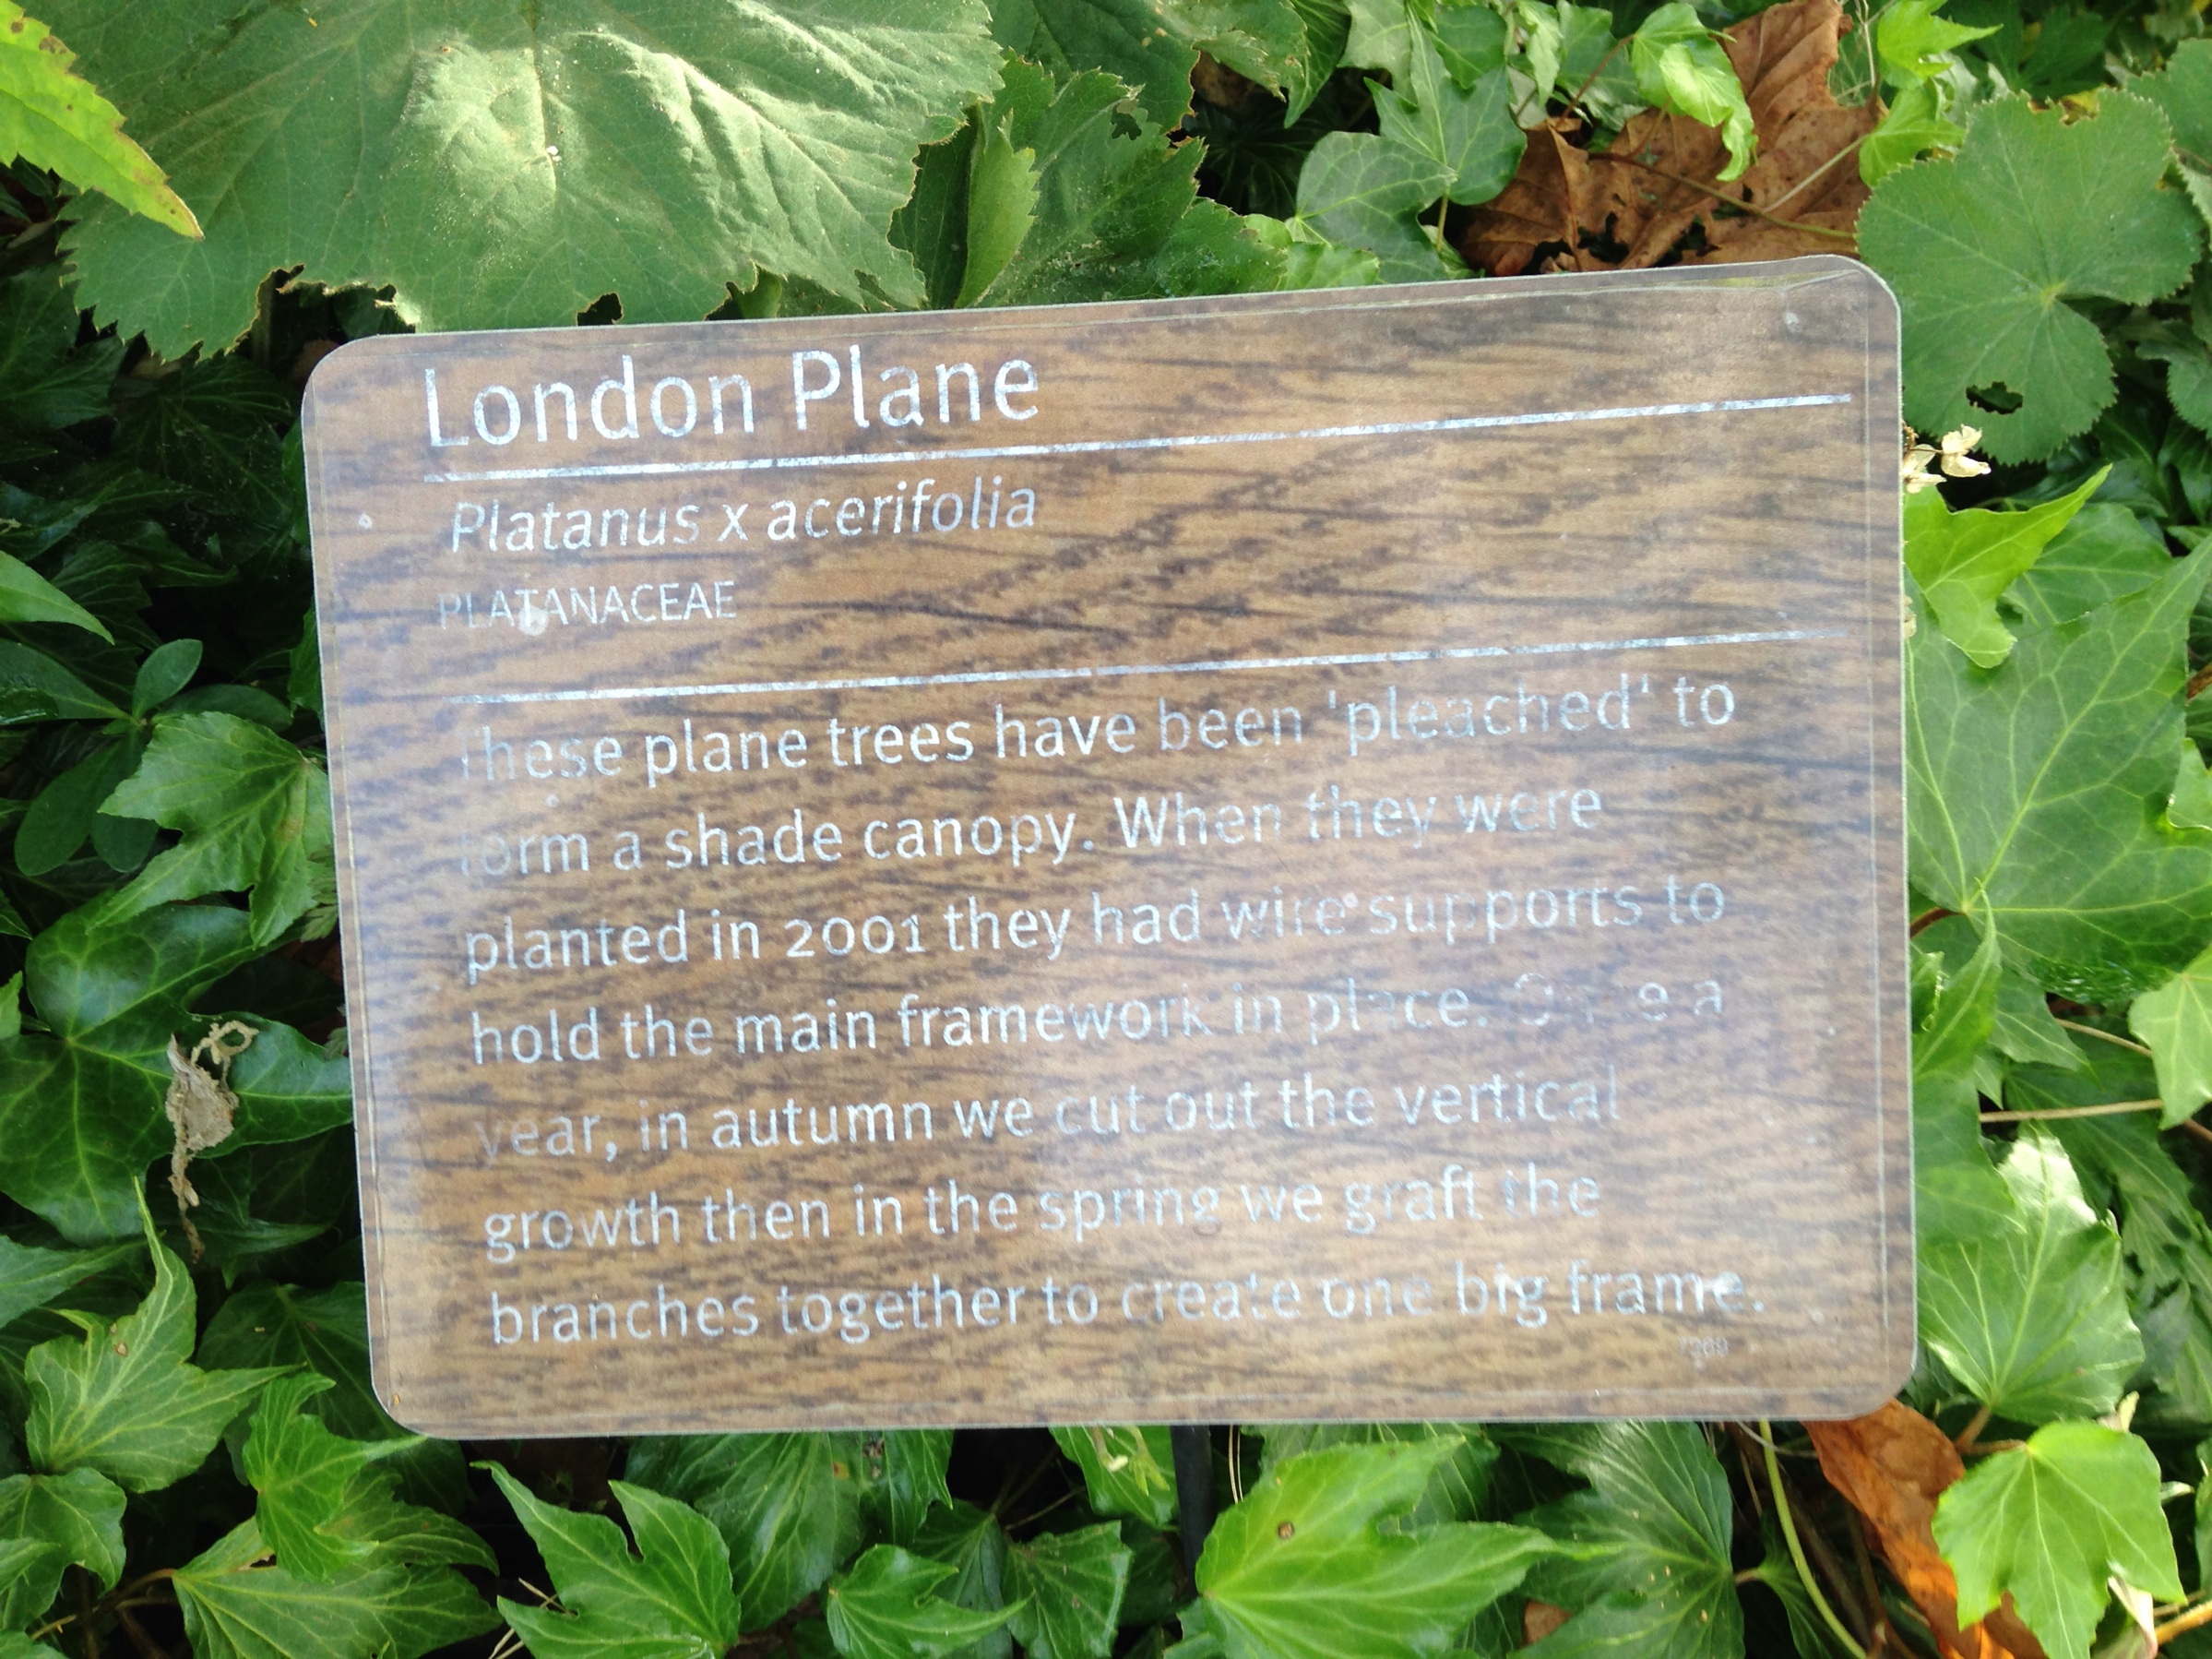 London Plane
Platanus x acerifolia
PLATANACEAE
These plane trees have been 'pleached' to
form a shade canopy. When they were
planted in 2001 they had wire supports to
hold the main framework in place. Once a
year, in autumn we cut out the vertical
growth then in the spring we graft the
branches together to create one big frame.